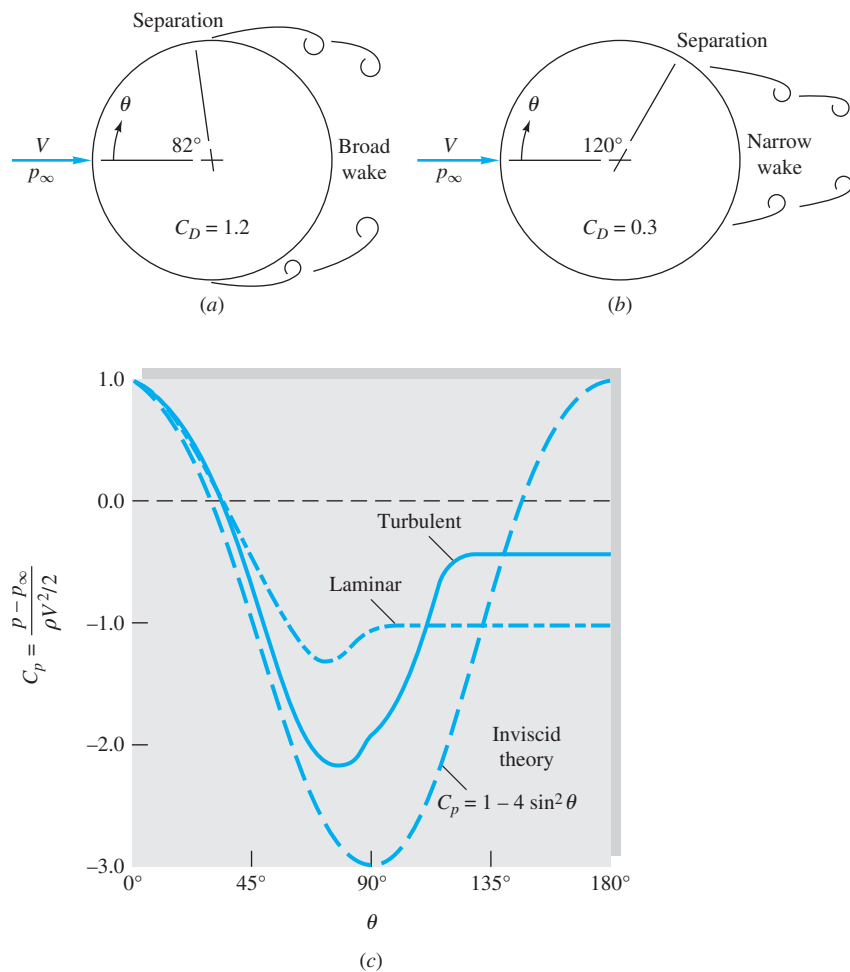 Separation
θ
V
p∞
82°
Broad
wake
C_D = 1.2
(a)
Separation
θ
V
p∞
120°
Narrow
wake
C_D = 0.3
(b)
C_p = (p – p∞)/(ρV²/2)
1.0
0.0
–1.0
–2.0
–3.0
Turbulent
Laminar
Inviscid
theory
C_p = 1 – 4 sin² θ
0° 45° 90° 135° 180°
θ
(c)